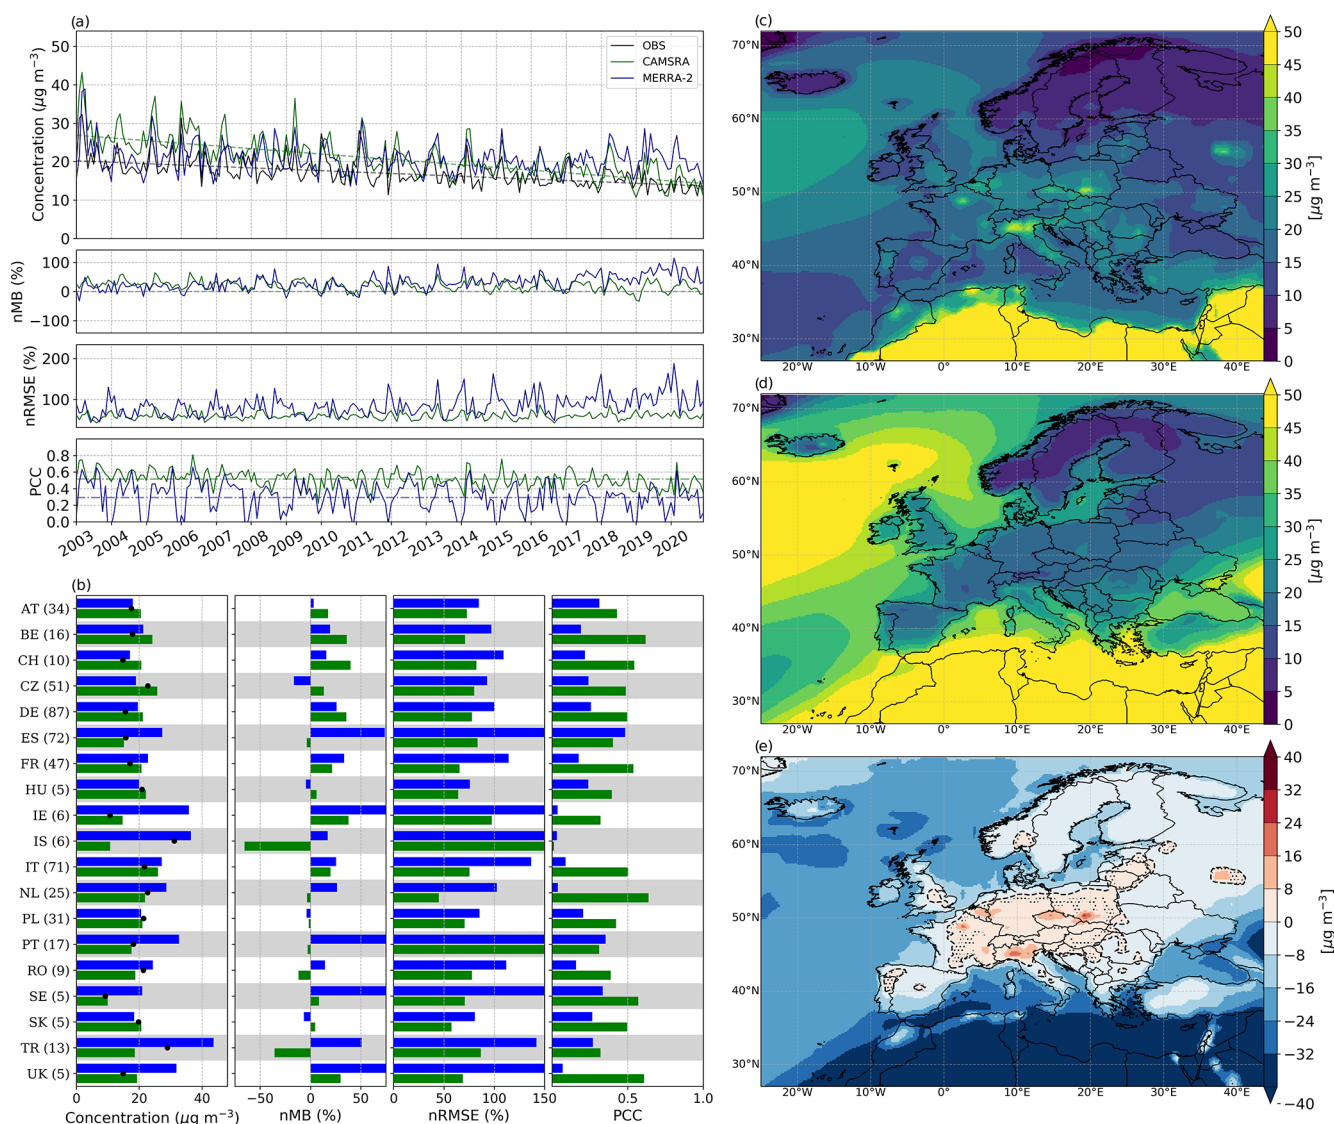 (a)
50
40
30
20
10
0
Concentration (μg m−3)
OBS
CAMSRA
MERRA-2
100
0
−100
nMB (%)
200
100
nRMSE (%)
0.8
0.6
0.4
0.2
0.0
PCC
2003 2004 2005 2006 2007 2008 2009 2010 2011 2012 2013 2014 2015 2016 2017 2018 2019 2020
(b)
AT (34)
BE (16)
CH (10)
CZ (51)
DE (87)
ES (72)
FR (47)
HU (5)
IE (6)
IS (6)
IT (71)
NL (25)
PL (31)
PT (17)
RO (9)
SE (5)
SK (5)
TR (13)
UK (5)
0 20 40
Concentration (μg m−3)
−50 0 50
nMB (%)
0 50 100 150
nRMSE (%)
0.5 1.0
PCC
(c)
70°N
60°N
50°N
40°N
30°N
20°W 10°W 0°W 10°E 20°E 30°E 40°E
50
45
40
35
30
25
20
15
10
5
0
[μg m−3]
(d)
70°N
60°N
50°N
40°N
30°N
20°W 10°W 0°W 10°E 20°E 30°E 40°E
50
45
40
35
30
25
20
15
10
5
0
[μg m−3]
(e)
70°N
60°N
50°N
40°N
30°N
20°W 10°W 0°W 10°E 20°E 30°E 40°E
40
32
24
16
8
0
−8
−16
−24
−32
−40
[μg m−3]